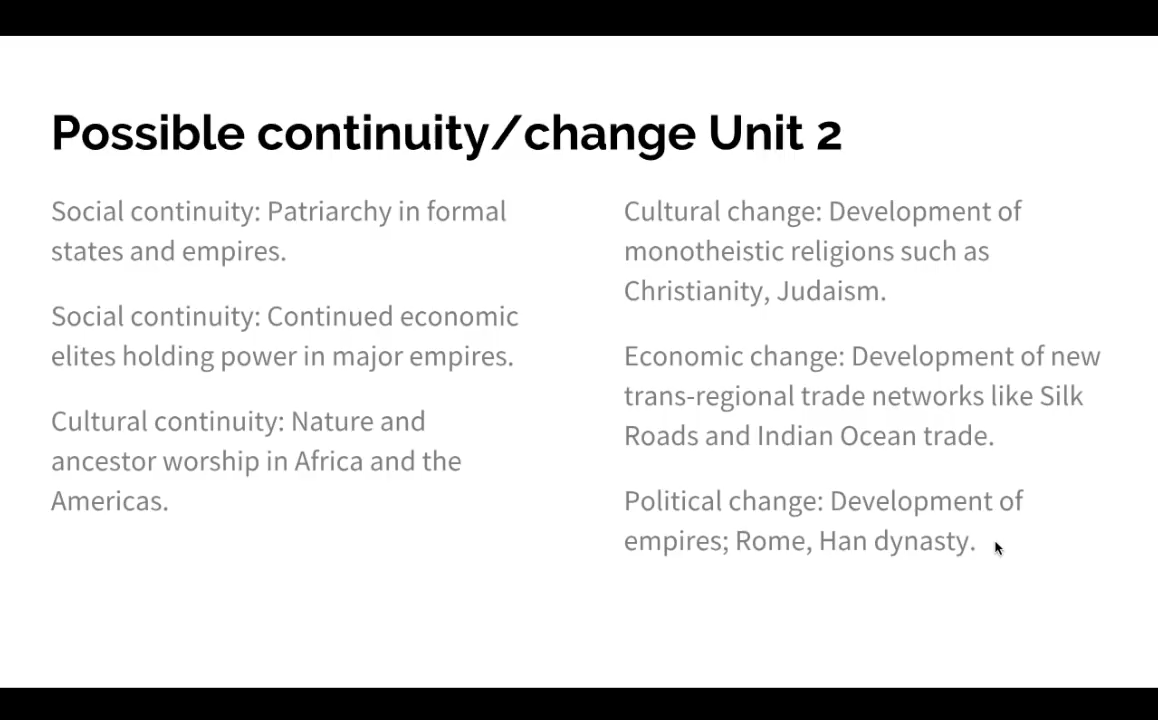 Possible continuity/change Unit 2
Social continuity: Patriarchy in formal
states and empires.
Social continuity: Continued economic
elites holding power in major empires.
Cultural continuity: Nature and
ancestor worship in Africa and the
Americas.
Cultural change: Development of
monotheistic religions such as
Christianity, Judaism.
Economic change: Development of new
trans-regional trade networks like Silk
Roads and Indian Ocean trade.
Political change: Development of
empires; Rome, Han dynasty.